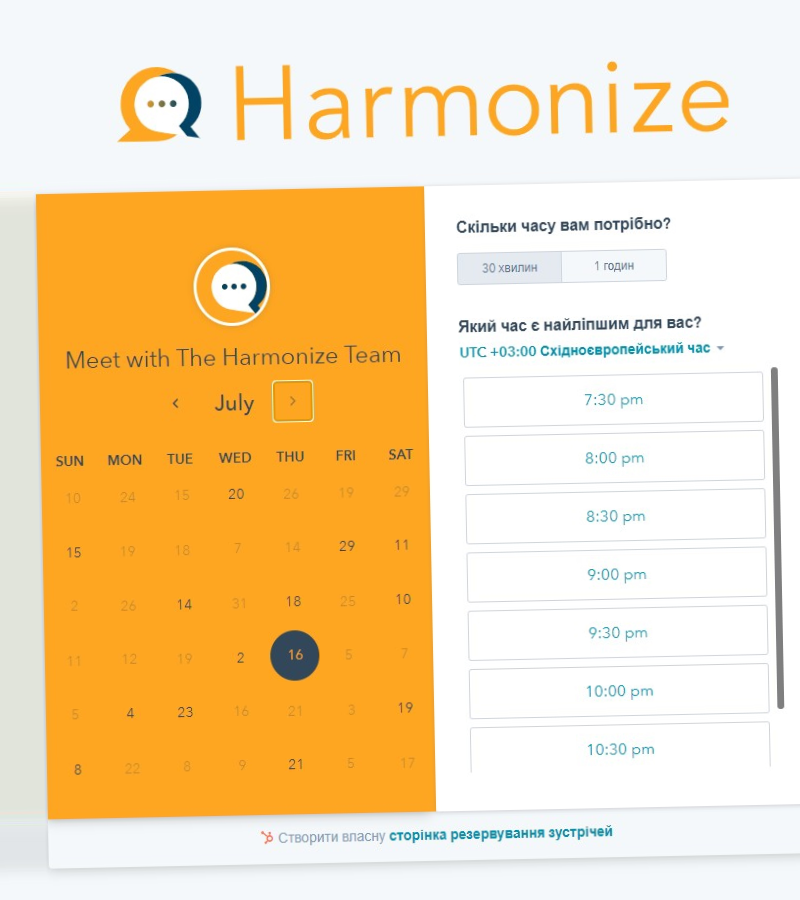 Harmonize
Meet with The Harmonize Team
July
SUN MON TUE WED THU FRI SAT
10 24 15 20 26 19 29
15 19 18 7 14 29 11
2 26 14 31 18 25 10
11 12 19 2 16 5 7
5 4 23 16 21 3 19
8 22 8 9 21 5 17
Скільки часу вам потрібно?
30 хвилин 1 годин
Який час є найліпшим для вас?
UTC +03:00 Східноєвропейський час
7:30 pm
8:00 pm
8:30 pm
9:00 pm
9:30 pm
10:00 pm
10:30 pm
Створити власну сторінка резервування зустрічей